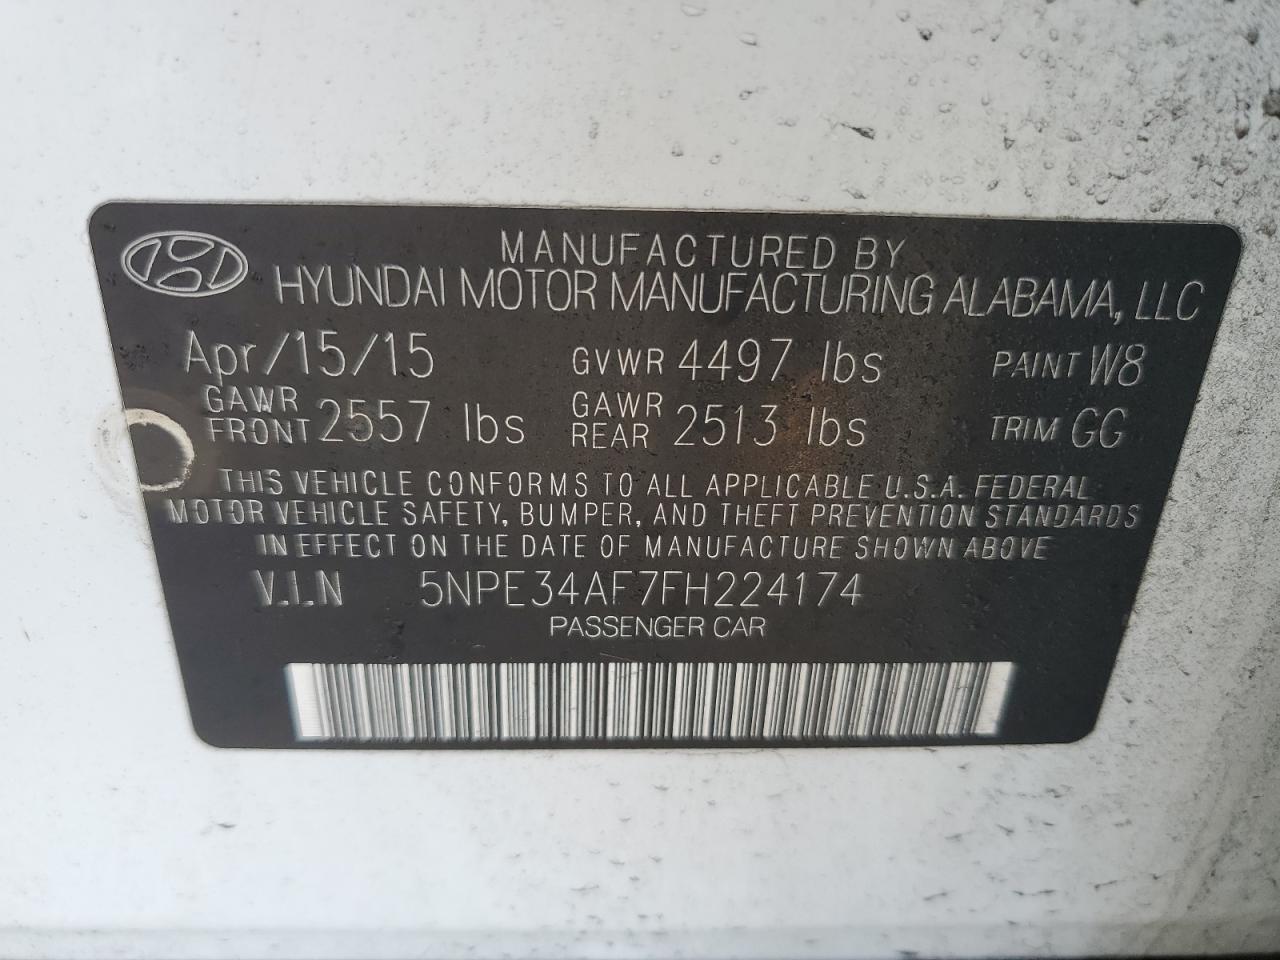 MANUFACTURED BY
HYUNDAI MOTOR MANUFACTURING ALABAMA, LLC
Apr/15/15 GVWR 4497 lbs PAINT W8
GAWR FRONT 2557 lbs GAWR REAR 2513 lbs TRIM GG
THIS VEHICLE CONFORMS TO ALL APPLICABLE U.S.A. FEDERAL
MOTOR VEHICLE SAFETY, BUMPER, AND THEFT PREVENTION STANDARDS
IN EFFECT ON THE DATE OF MANUFACTURE SHOWN ABOVE
V.I.N 5NPE34AF7FH224174
PASSENGER CAR